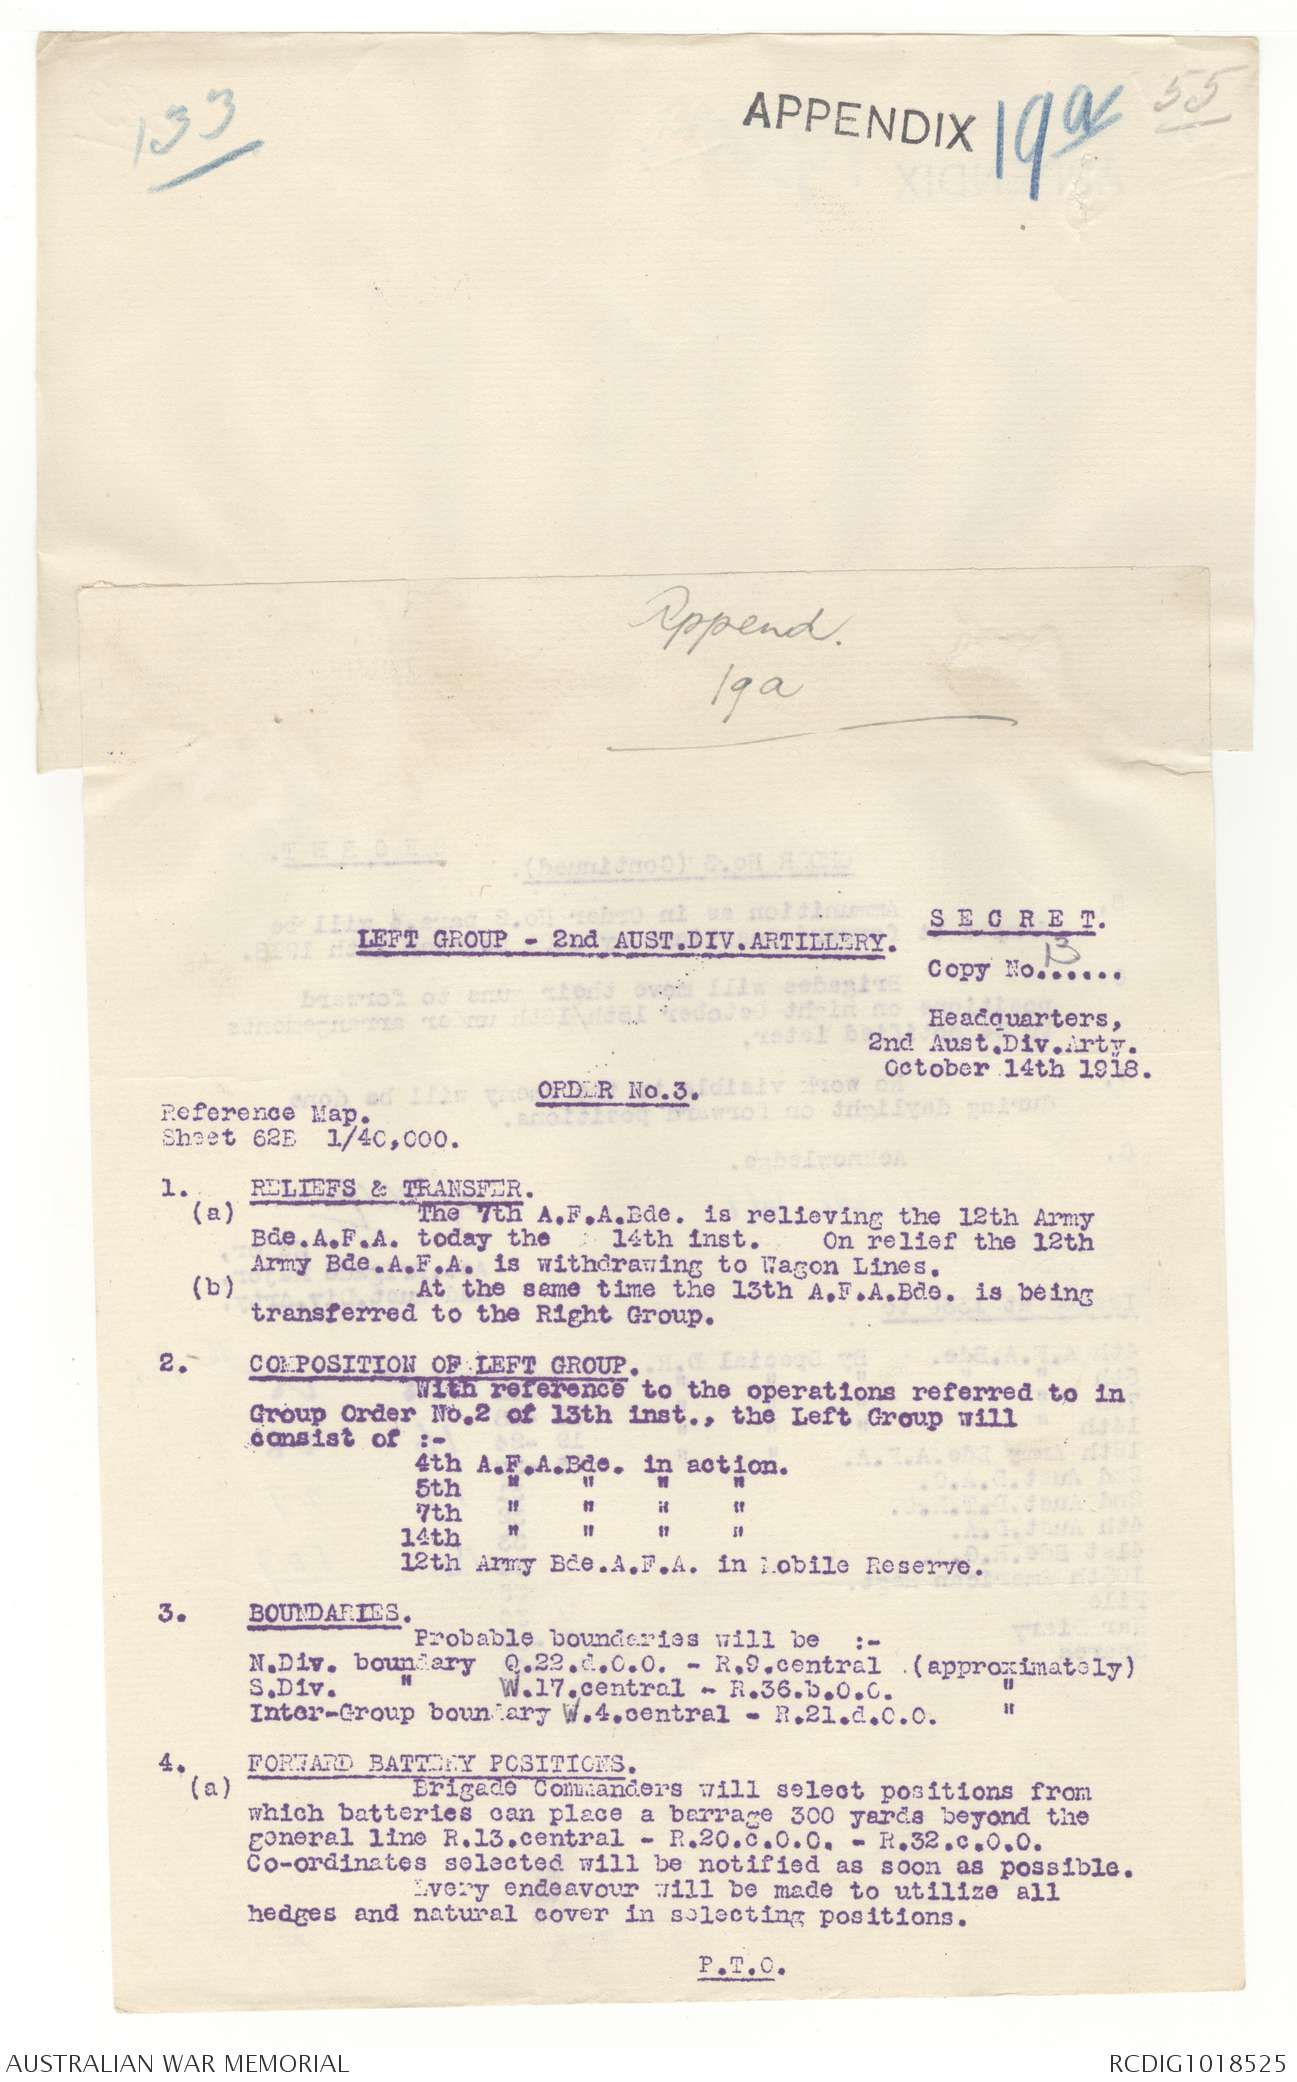 133
APPENDIX 19a 55
Append.
19a
S E C R E T.
LEFT GROUP - 2nd AUST.DIV.ARTILLERY.
Copy No. 13 ......
Headquarters,
2nd Aust.Div.Arty.
October 14th 1918.
ORDER No.3.
Reference Map.
Sheet 62B 1/40,000.
1. RELIEFS & TRANSFER.
(a) The 7th A.F.A.Bde. is relieving the 12th Army
Bde.A.F.A. today the 14th inst. On relief the 12th
Army Bde.A.F.A. is withdrawing to Wagon Lines.
(b) At the same time the 13th A.F.A.Bde. is being
transferred to the Right Group.
2. COMPOSITION OF LEFT GROUP.
With reference to the operations referred to in
Group Order No.2 of 13th inst., the Left Group will
consist of :-
4th A.F.A.Bde. in action.
5th " " " "
7th " " " "
14th " " " "
12th Army Bde.A.F.A. in Mobile Reserve.
3. BOUNDARIES.
Probable boundaries will be :-
N.Div. boundary Q.22.d.0.0. - R.9.central (approximately)
S.Div. " W.17.central - R.36.b.0.0. "
Inter-Group boundary W.4.central - R.21.d.0.0. "
4. FORWARD BATTERY POSITIONS.
(a) Brigade Commanders will select positions from
which batteries can place a barrage 300 yards beyond the
general line R.13.central - R.20.c.0.0. - R.32.c.0.0.
Co-ordinates selected will be notified as soon as possible.
Every endeavour will be made to utilize all
hedges and natural cover in selecting positions.
P.T.O.
AUSTRALIAN WAR MEMORIAL
RCDIG1018525